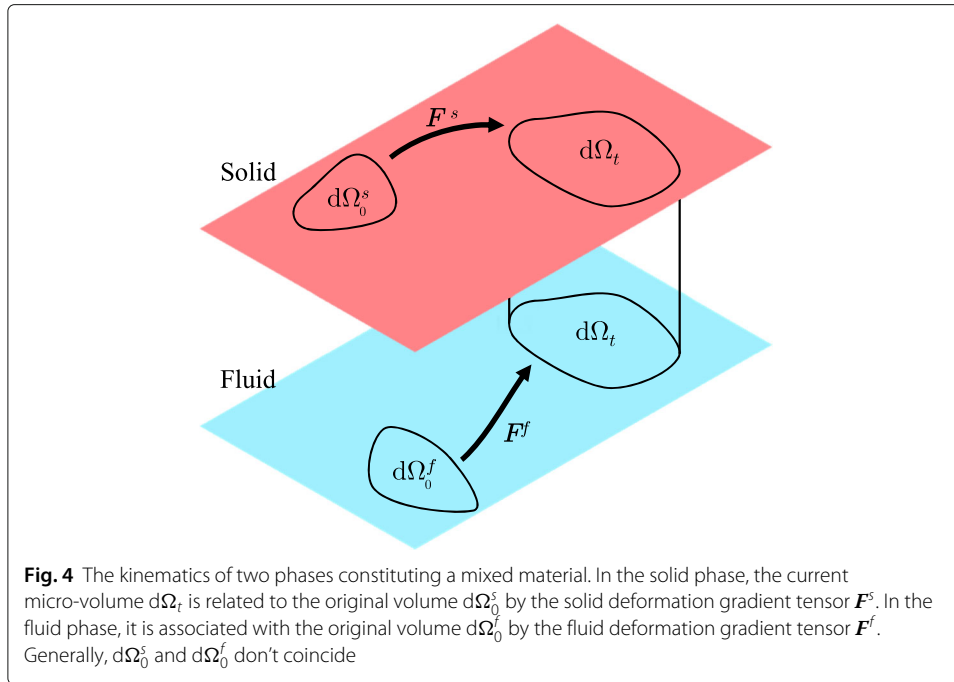 F^s
dΩ_t
Solid
dΩ_0^s
dΩ_t
Fluid
F^f
dΩ_0^f
Fig. 4 The kinematics of two phases constituting a mixed material. In the solid phase, the current
micro-volume dΩ_t is related to the original volume dΩ_0^s by the solid deformation gradient tensor F^s. In the
fluid phase, it is associated with the original volume dΩ_0^f by the fluid deformation gradient tensor F^f.
Generally, dΩ_0^s and dΩ_0^f don't coincide